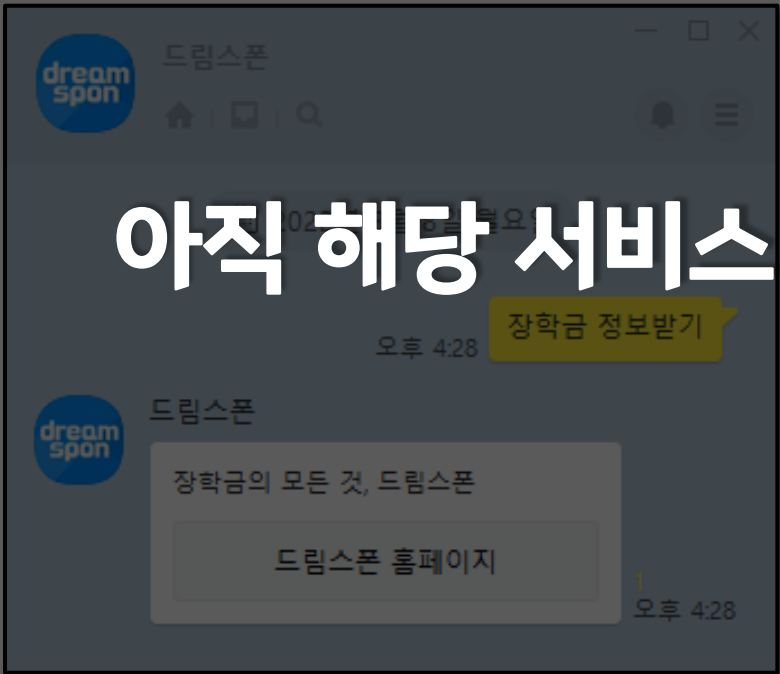 dream
spon
드림스폰
아직 해당 서비스
장학금 정보받기
오후 4:28
dream
spon
드림스폰
장학금의 모든 것, 드림스폰
드림스폰 홈페이지
1
오후 4:28